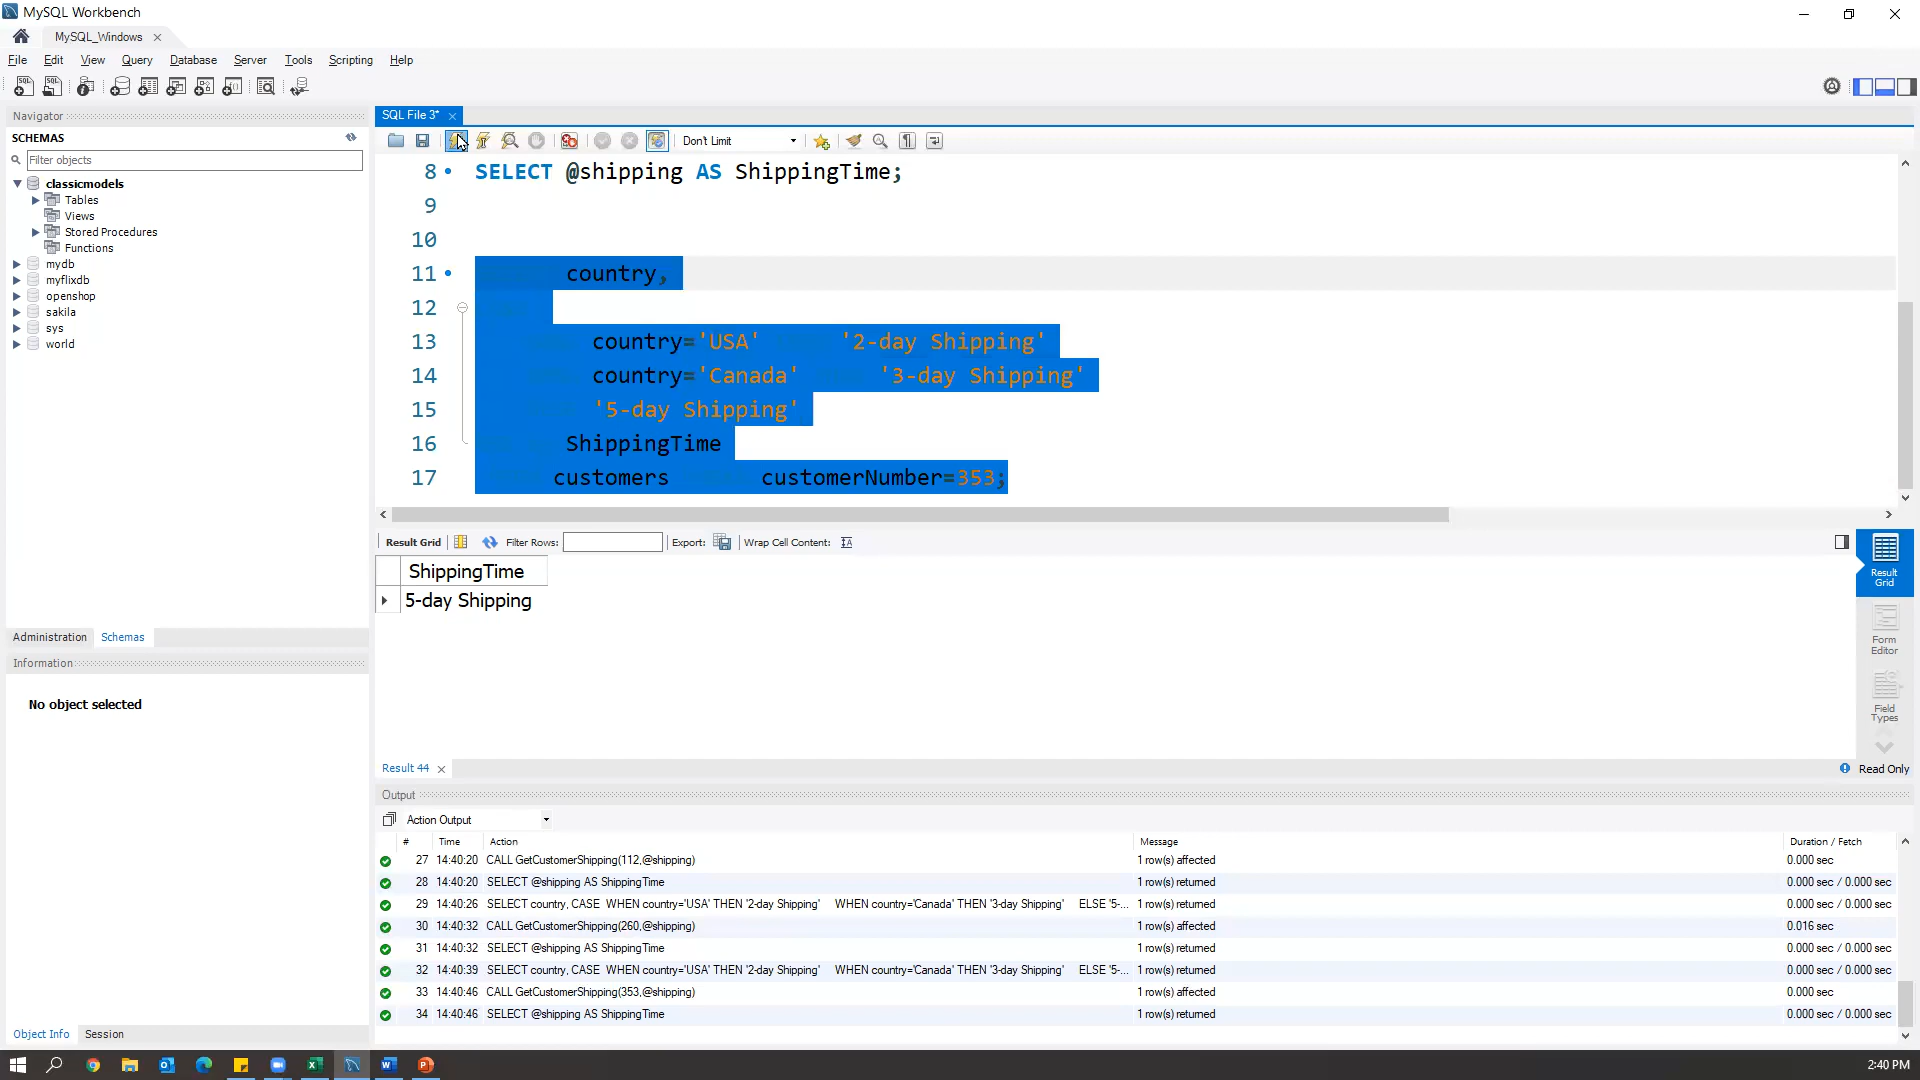 MySQL Workbench
MySQL_Windows
File Edit View Query Database Server Tools Scripting Help
Navigator
SCHEMAS
Filter objects
classicmodels
Tables
Views
Stored Procedures
Functions
mydb
myflixdb
openshop
sakila
sys
world
Administration Schemas
Information
No object selected
Object Info Session
SQL File 3*
Don't Limit
8 SELECT @shipping AS ShippingTime;
9
10
11 country,
12
13 country='USA' '2-day Shipping'
14 country='Canada' '3-day Shipping'
15 '5-day Shipping'
16 ShippingTime
17 customers customerNumber=353;
Result Grid Filter Rows: Export: Wrap Cell Content:
ShippingTime
5-day Shipping
Result Grid
Form Editor
Field Types
Result 44
Read Only
Output
Action Output
# Time Action Message Duration / Fetch
27 14:40:20 CALL GetCustomerShipping(112,@shipping) 1 row(s) affected 0.000 sec
28 14:40:20 SELECT @shipping AS ShippingTime 1 row(s) returned 0.000 sec / 0.000 sec
29 14:40:26 SELECT country, CASE WHEN country='USA' THEN '2-day Shipping' WHEN country='Canada' THEN '3-day Shipping' ELSE '5-... 1 row(s) returned 0.000 sec / 0.000 sec
30 14:40:32 CALL GetCustomerShipping(260,@shipping) 1 row(s) affected 0.016 sec
31 14:40:32 SELECT @shipping AS ShippingTime 1 row(s) returned 0.000 sec / 0.000 sec
32 14:40:39 SELECT country, CASE WHEN country='USA' THEN '2-day Shipping' WHEN country='Canada' THEN '3-day Shipping' ELSE '5-... 1 row(s) returned 0.000 sec / 0.000 sec
33 14:40:46 CALL GetCustomerShipping(353,@shipping) 1 row(s) affected 0.000 sec
34 14:40:46 SELECT @shipping AS ShippingTime 1 row(s) returned 0.000 sec / 0.000 sec
2:40 PM